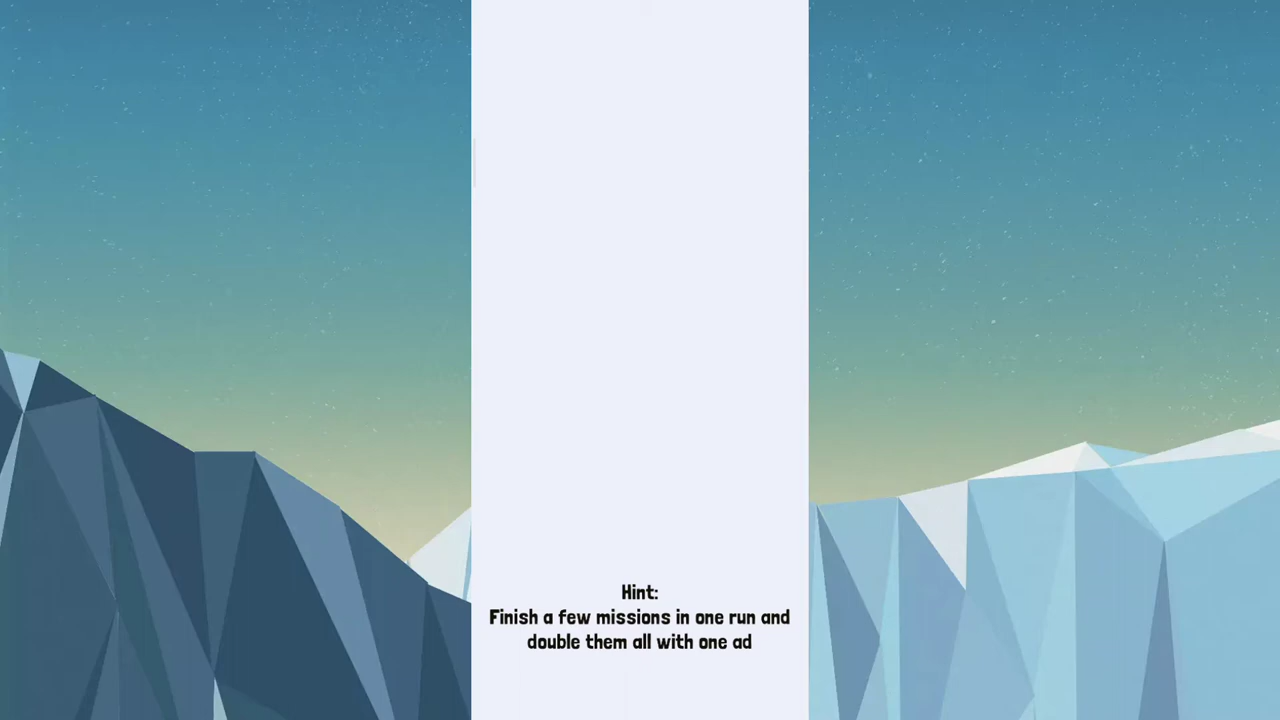 Hint:
Finish a few missions in one run and
double them all with one ad